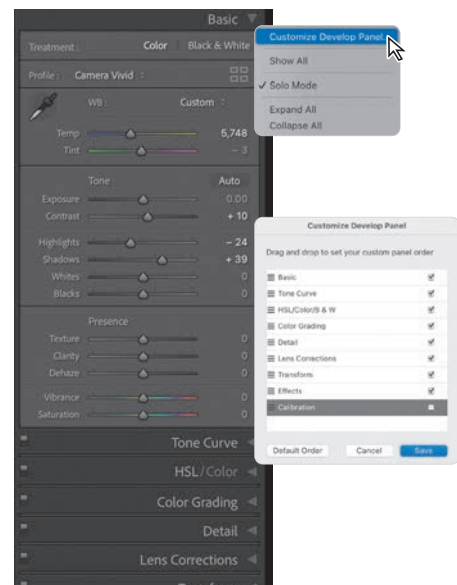 Basic
Treatment: Color Black & White
Profile: Camera Vivid
WB: Custom
Temp 5,748
Tint – 3
Tone Auto
Exposure 0.00
Contrast + 10
Highlights – 24
Shadows + 39
Whites 0
Blacks 0
Presence
Texture 0
Clarity 0
Dehaze 0
Vibrance 0
Saturation 0
Tone Curve
HSL / Color
Color Grading
Detail
Lens Corrections
Customize Develop Panel...
Show All
✓ Solo Mode
Expand All
Collapse All
Customize Develop Panel
Drag and drop to set your custom panel order
Basic
Tone Curve
HSL/Color/B & W
Color Grading
Detail
Lens Corrections
Transform
Effects
Calibration
Default Order Cancel Save